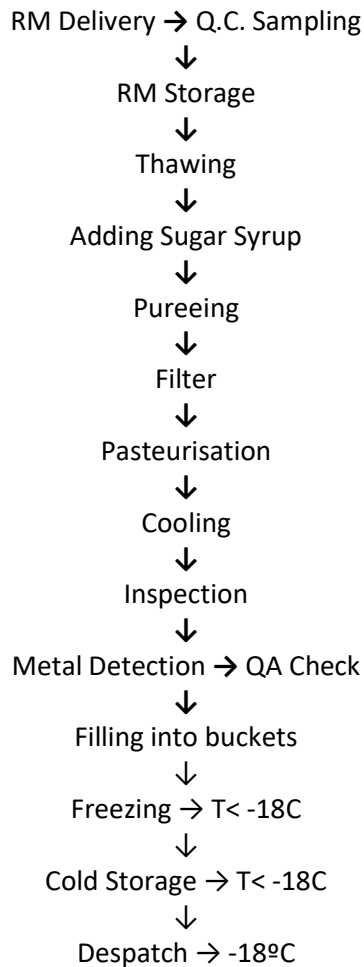 RM Delivery → Q.C. Sampling
↓
RM Storage
↓
Thawing
↓
Adding Sugar Syrup
↓
Pureeing
↓
Filter
↓
Pasteurisation
↓
Cooling
↓
Inspection
↓
Metal Detection → QA Check
↓
Filling into buckets
↓
Freezing → T< -18C
↓
Cold Storage → T< -18C
↓
Despatch → -18ºC